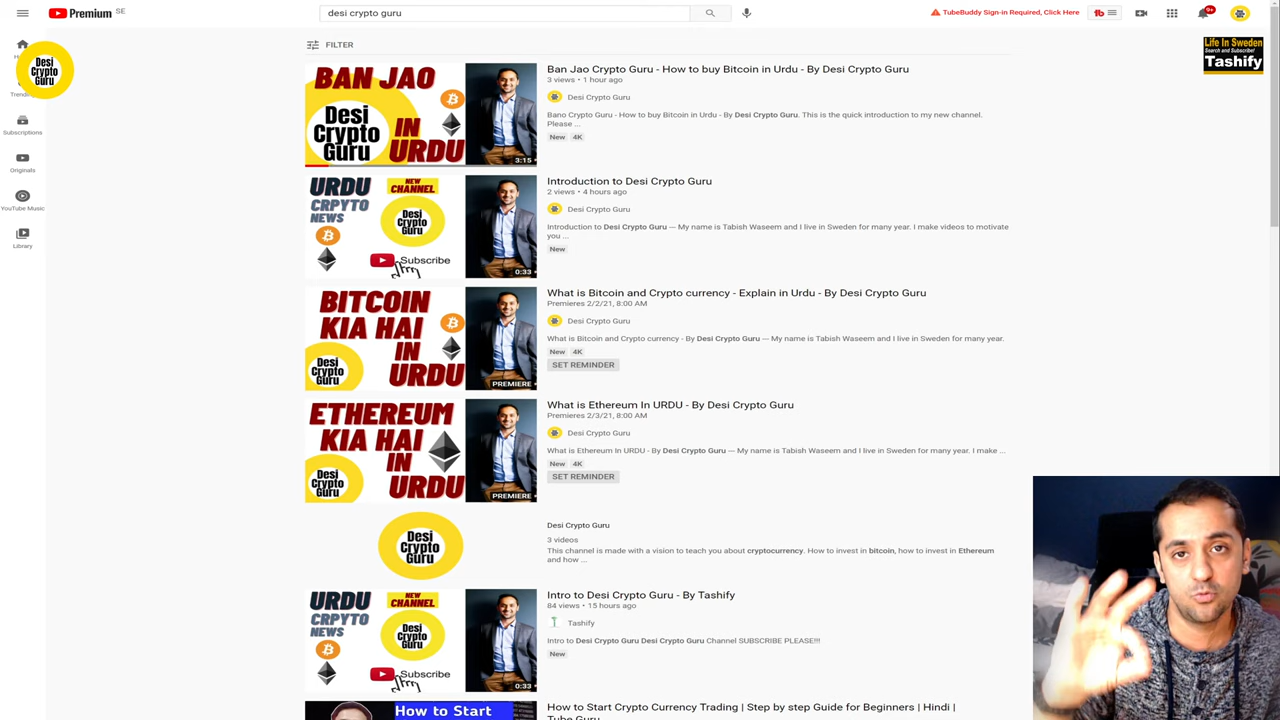 Premium SE
desi crypto guru
TubeBuddy Sign-in Required, Click Here
tb
9+
Desi
Crypto
Guru
Trending
Subscriptions
Originals
YouTube Music
Library
FILTER
Life In Sweden
Search and Subscribe!
Tashify
BAN JAO
Desi
Crypto
Guru
IN
URDU
3:15
Ban Jao Crypto Guru - How to buy Bitcoin in Urdu - By Desi Crypto Guru
3 views • 1 hour ago
Desi Crypto Guru
Bano Crypto Guru - How to buy Bitcoin in Urdu - By Desi Crypto Guru. This is the quick introduction to my new channel.
Please ...
New 4K
URDU
CRPYTO
NEWS
NEW
CHANNEL
Desi
Crypto
Guru
Subscribe
0:33
Introduction to Desi Crypto Guru
2 views • 4 hours ago
Desi Crypto Guru
Introduction to Desi Crypto Guru — My name is Tabish Waseem and I live in Sweden for many year. I make videos to motivate
you ...
New
BITCOIN
KIA HAI
IN
URDU
Desi
Crypto
Guru
PREMIERE
What is Bitcoin and Crypto currency - Explain in Urdu - By Desi Crypto Guru
Premieres 2/2/21, 8:00 AM
Desi Crypto Guru
What is Bitcoin and Crypto currency - By Desi Crypto Guru — My name is Tabish Waseem and I live in Sweden for many year.
New 4K
SET REMINDER
ETHEREUM
KIA HAI
IN
URDU
Desi
Crypto
Guru
PREMIERE
What is Ethereum In URDU - By Desi Crypto Guru
Premieres 2/3/21, 8:00 AM
Desi Crypto Guru
What is Ethereum In URDU - By Desi Crypto Guru — My name is Tabish Waseem and I live in Sweden for many year. I make ...
New 4K
SET REMINDER
Desi
Crypto
Guru
Desi Crypto Guru
3 videos
This channel is made with a vision to teach you about cryptocurrency. How to invest in bitcoin, how to invest in Ethereum
and how ...
URDU
CRPYTO
NEWS
NEW
CHANNEL
Desi
Crypto
Guru
Subscribe
0:33
Intro to Desi Crypto Guru - By Tashify
84 views • 15 hours ago
Tashify
Intro to Desi Crypto Guru Desi Crypto Guru Channel SUBSCRIBE PLEASE!!!
New
How to Start
How to Start Crypto Currency Trading | Step by step Guide for Beginners | Hindi |
Tube Guru